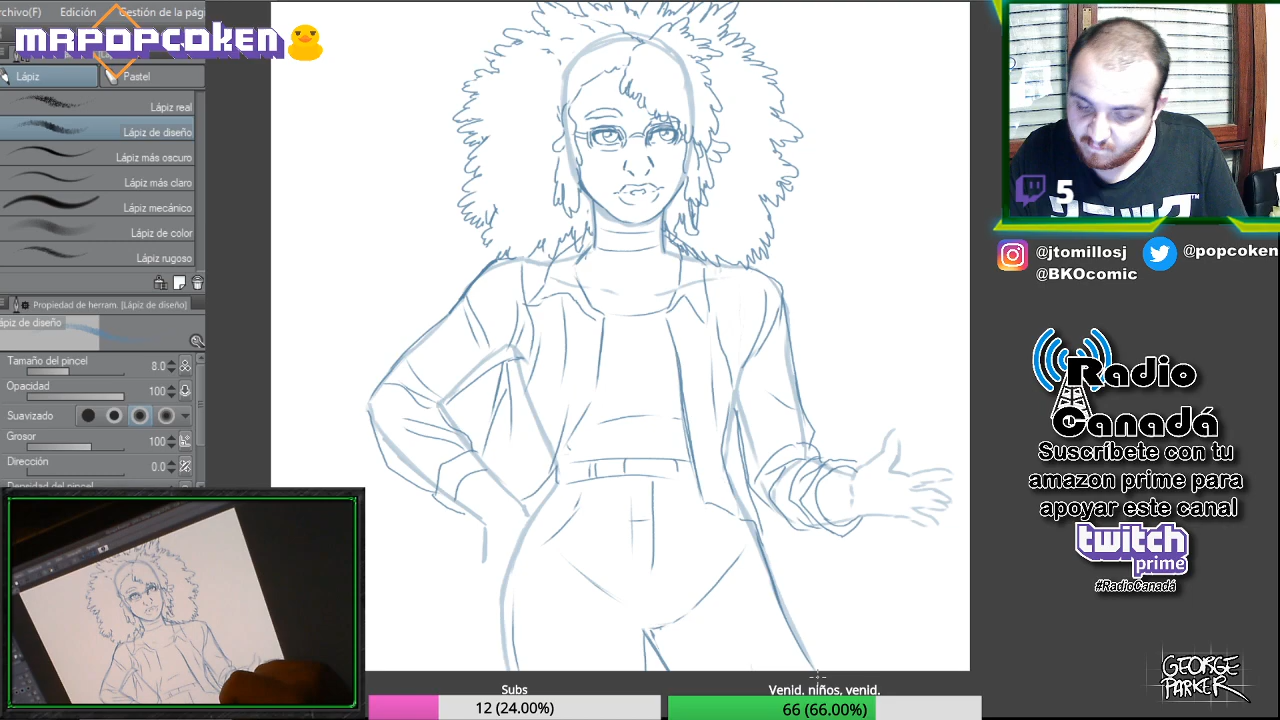 rchivo(F) Edición Gestión de la pági
MRPOPCOKEN
Lápiz Pastel
Lápiz real
Lápiz de diseño
Lápiz más oscuro
Lápiz más claro
Lápiz mecánico
Lápiz de color
Lápiz rugoso
Propiedad de herram. [Lápiz de diseño]
ápiz de diseño
Tamaño del pincel 8.0
Opacidad 100
Suavizado
Grosor 100
Dirección 0.0
5
@jtomillosj @popcoken
@BKOcomic
Radio
Canadá
Suscríbete con tu
amazon prime para
apoyar este canal
twitch
prime
#RadioCanadá
GEORGE
PARKER
Subs
12 (24.00%)
Venid, niños, venid.
66 (66.00%)